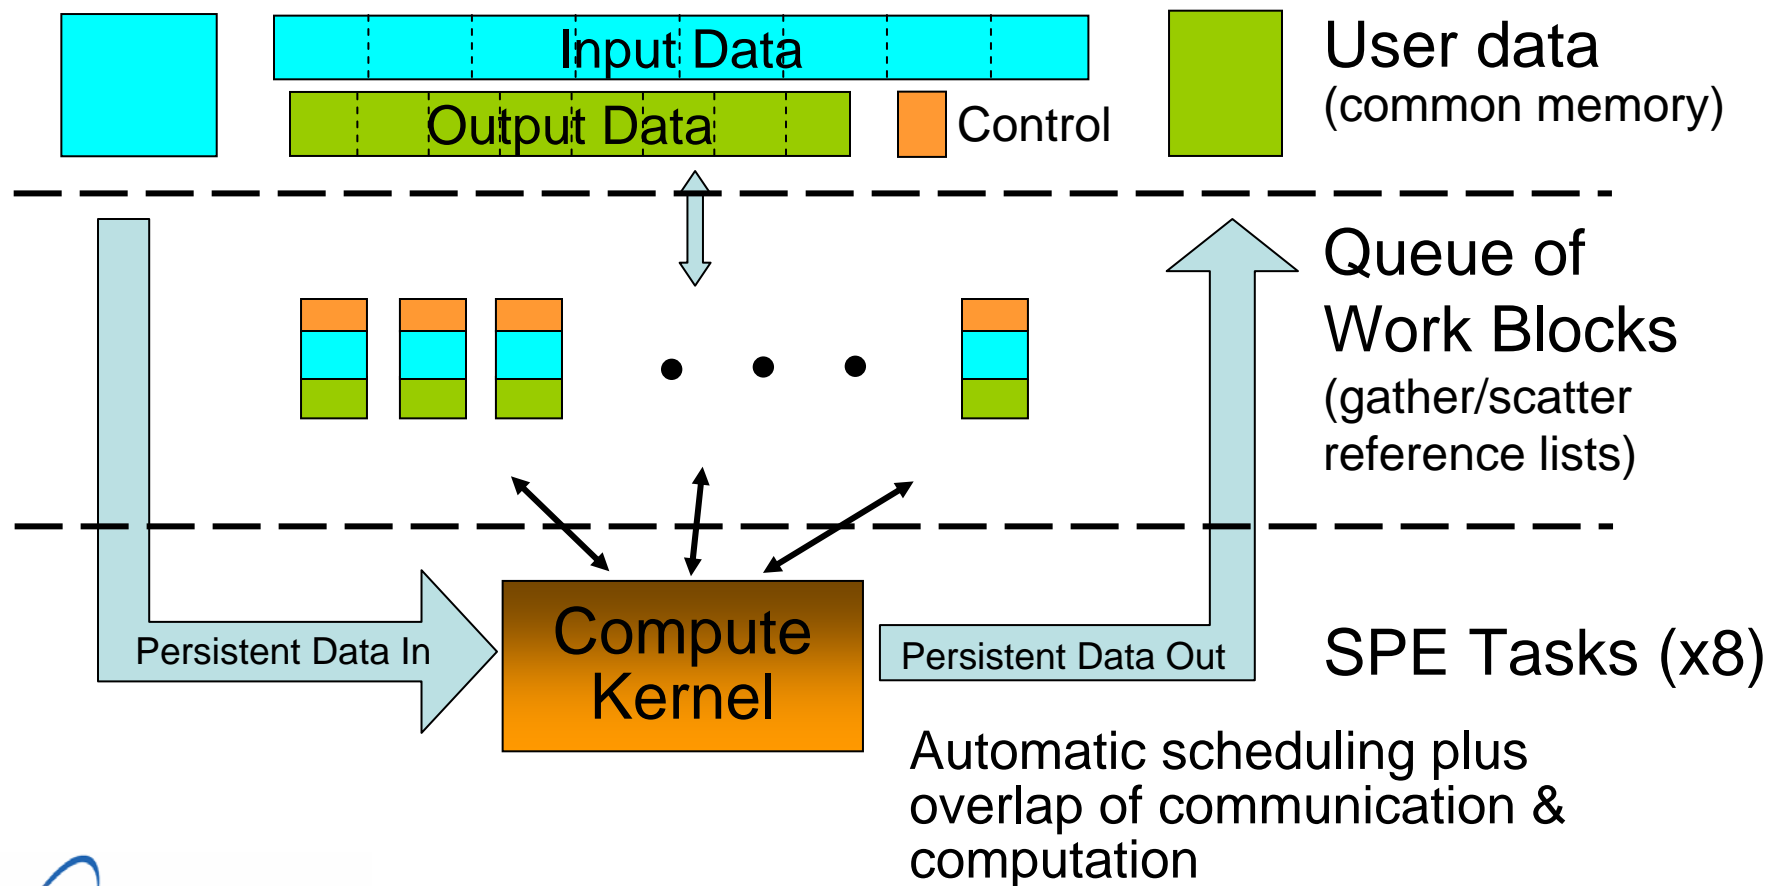 Input Data
Output Data
Control
User data
(common memory)
Queue of
Work Blocks
(gather/scatter
reference lists)
Persistent Data In
Compute
Kernel
Persistent Data Out
SPE Tasks (x8)
Automatic scheduling plus
overlap of communication &
computation